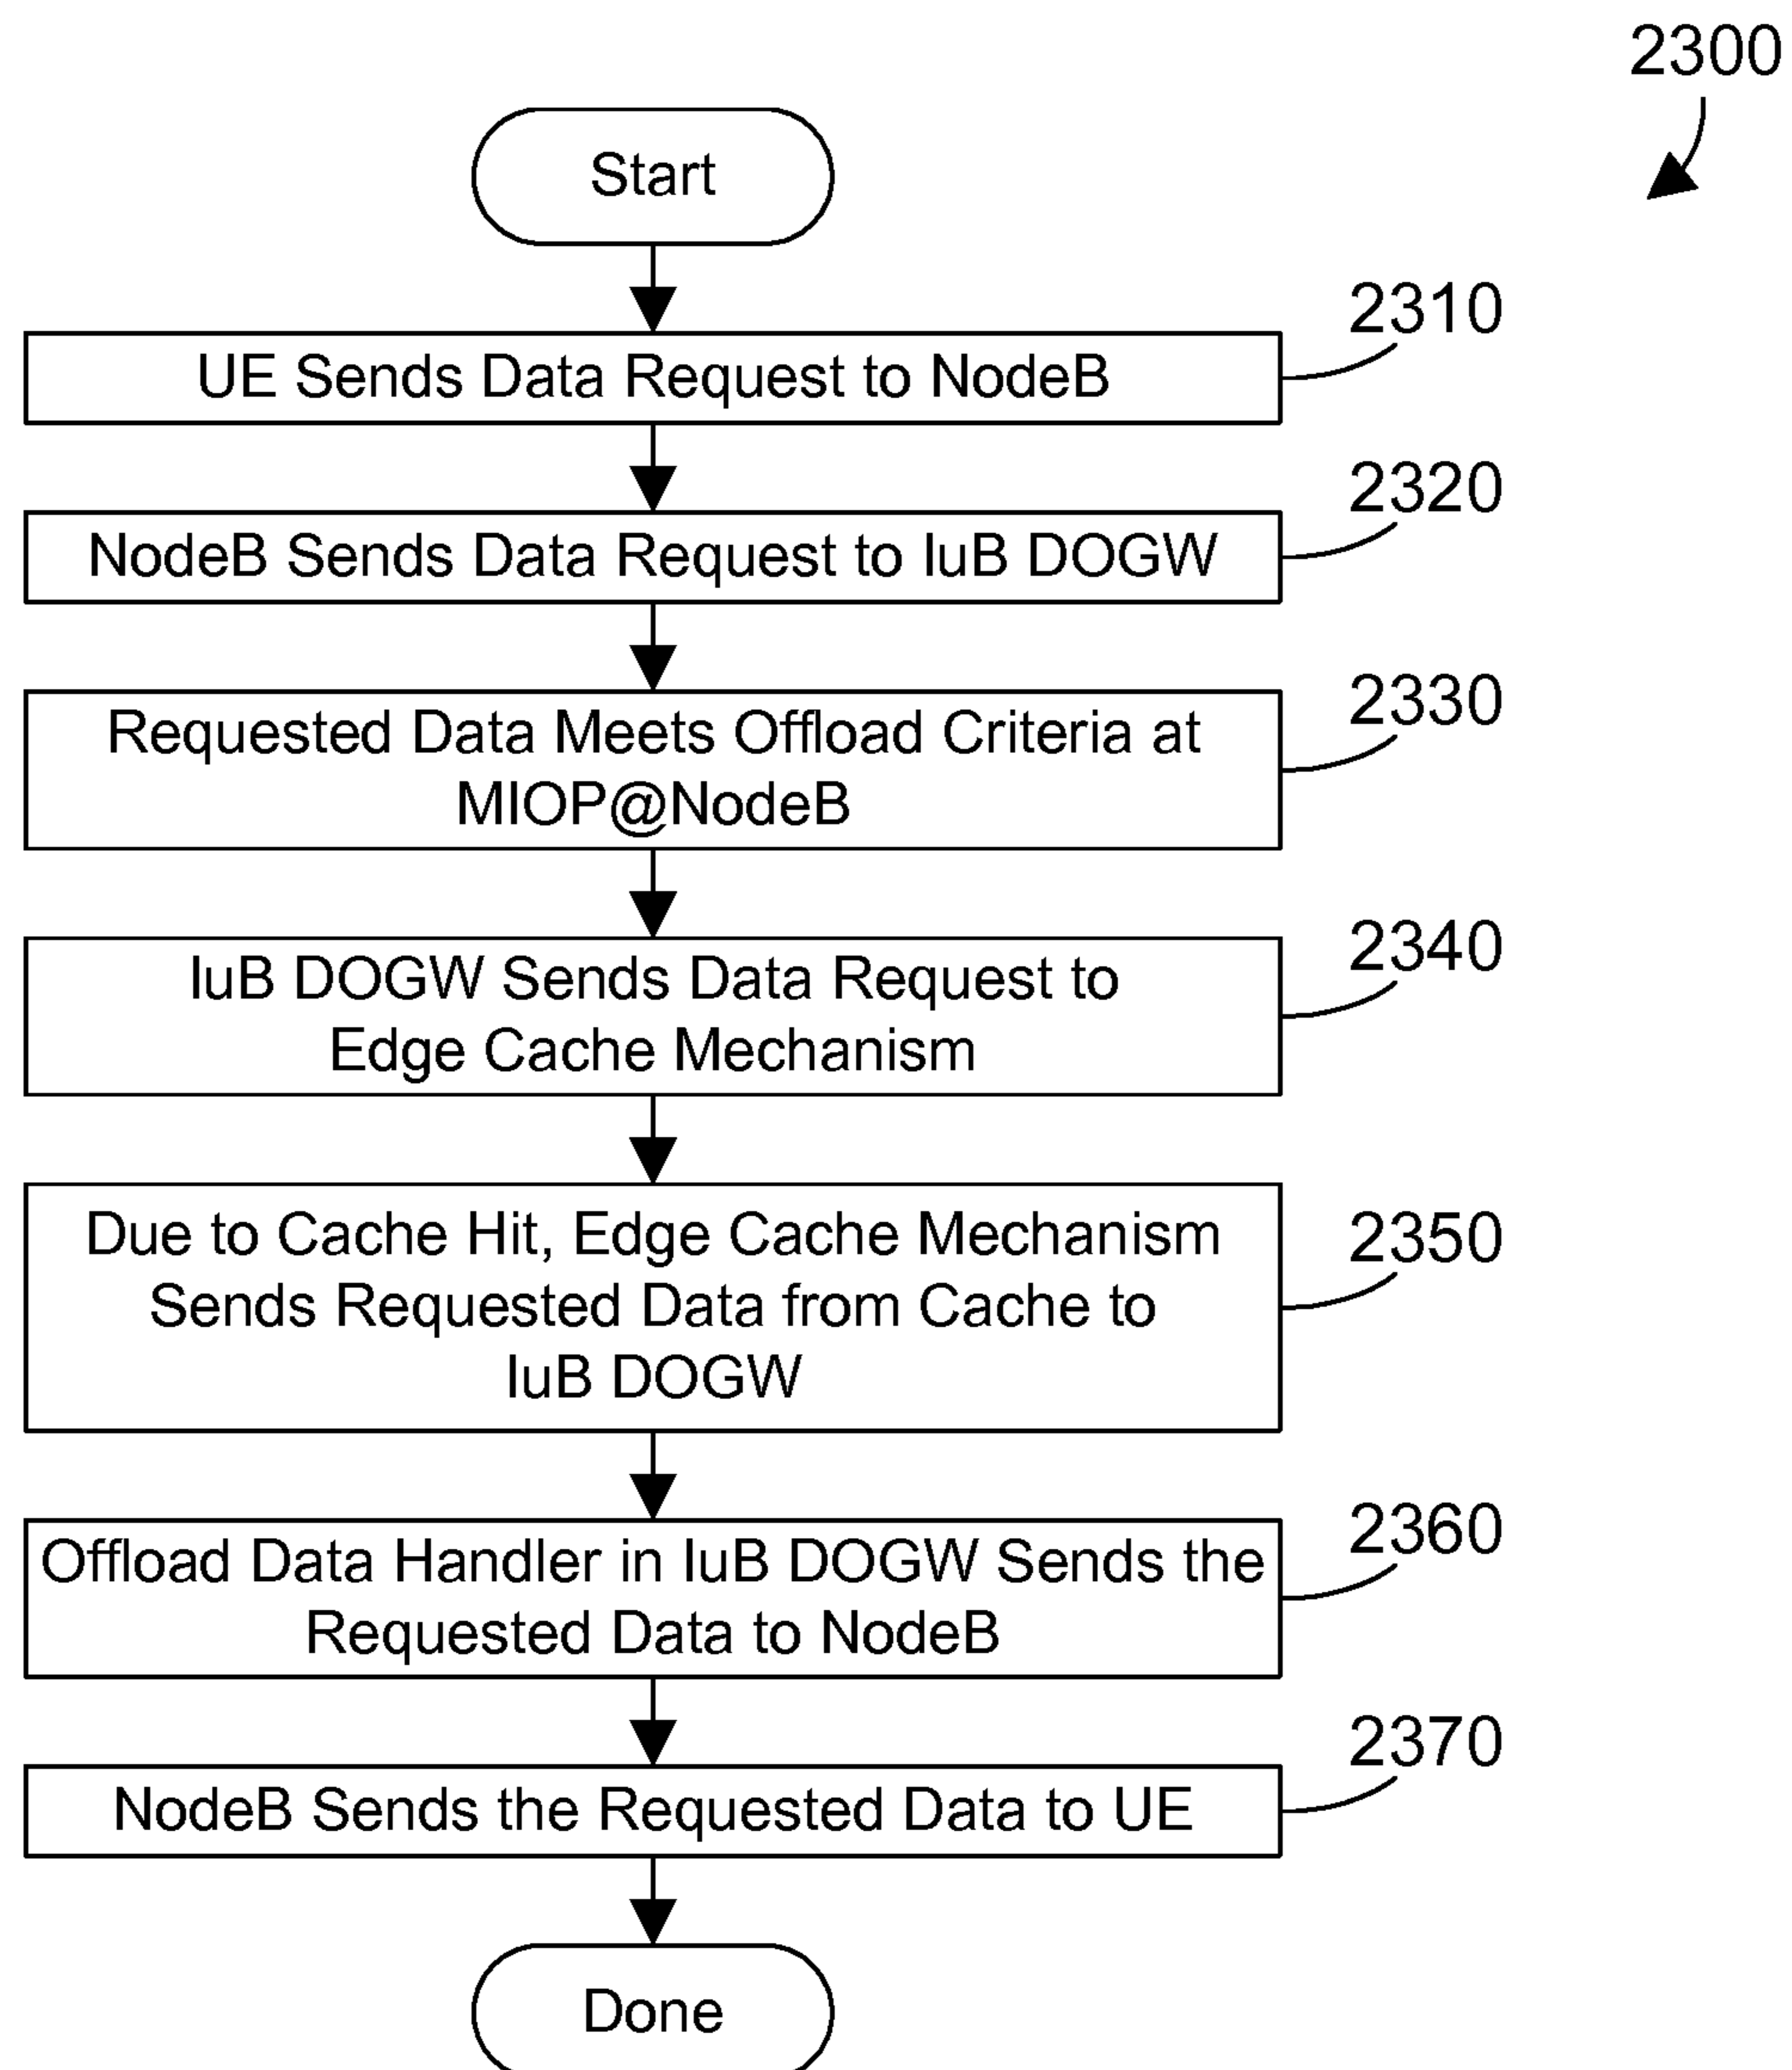 2300
Start
2310
UE Sends Data Request to NodeB
2320
NodeB Sends Data Request to IuB DOGW
2330
Requested Data Meets Offload Criteria at
MIOP@NodeB
2340
IuB DOGW Sends Data Request to
Edge Cache Mechanism
2350
Due to Cache Hit, Edge Cache Mechanism
Sends Requested Data from Cache to
IuB DOGW
2360
Offload Data Handler in IuB DOGW Sends the
Requested Data to NodeB
2370
NodeB Sends the Requested Data to UE
Done